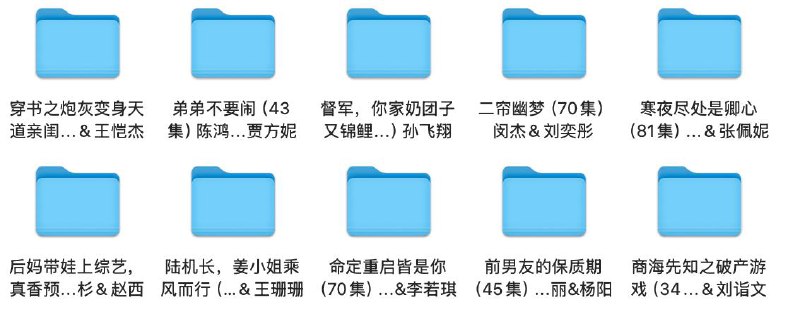 穿书之炮灰变身天
道亲闺...& 王恺杰
弟弟不要闹（43
集）陈鸿...贾方妮
督军，你家奶团子
又锦鲤...）孙飞翔
二帘幽梦（70集）
闵杰＆刘奕彤
寒夜尽处是卿心
（81集）...& 张佩妮
后妈带娃上综艺，
真香预...杉＆赵西
陆机长，姜小姐乘
风而行（...& 王珊珊
命定重启皆是你
（70集）...&李若琪
前男友的保质期
（45集）...丽&杨阳
商海先知之破产游
戏（34...＆刘诣文